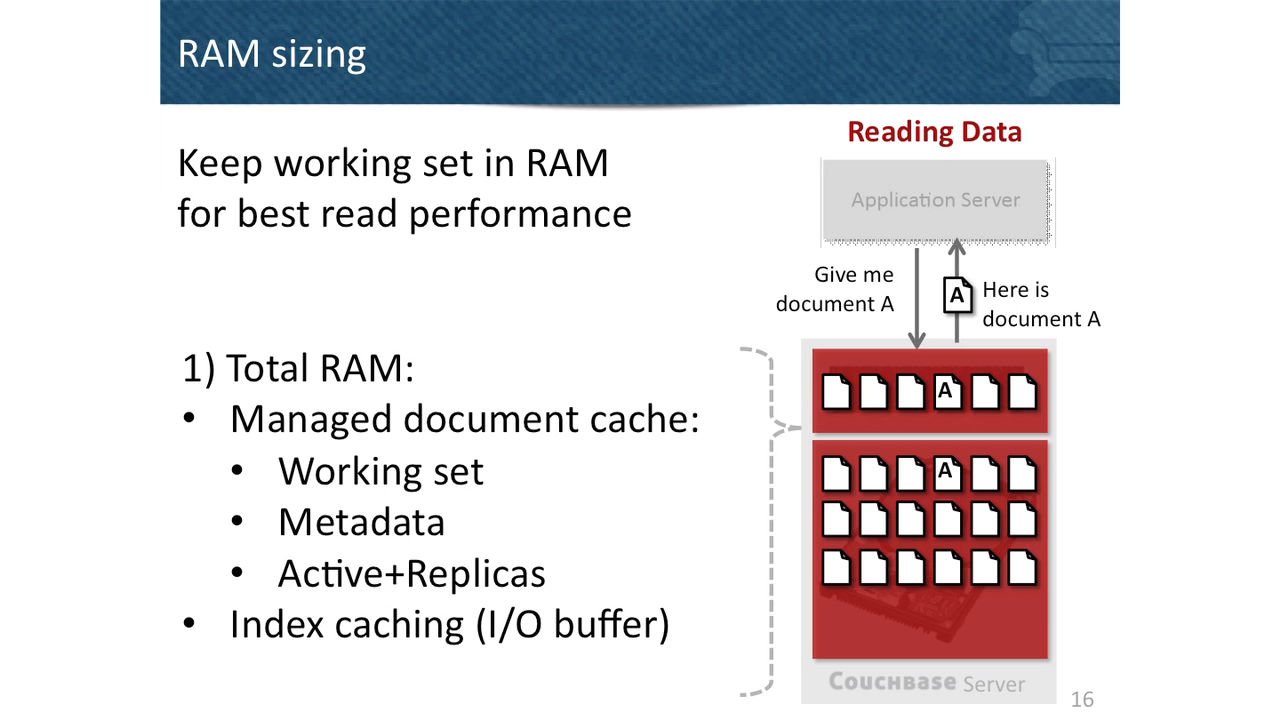 RAM sizing
Keep working set in RAM
for best read performance
1) Total RAM:
• Managed document cache:
• Working set
• Metadata
• Active+Replicas
• Index caching (I/O buffer)
Reading Data
Application Server
Give me
document A
A
Here is
document A
A
A
COUCHBASE Server
16